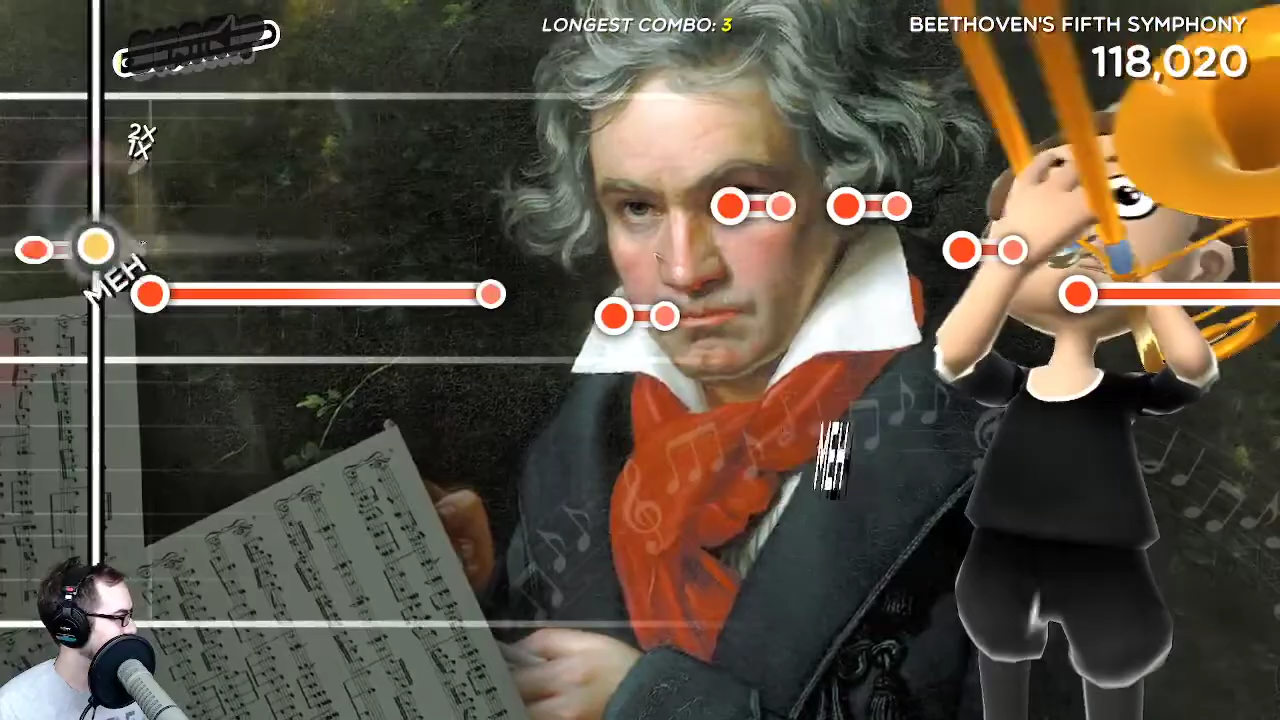 LONGEST COMBO: 3
BEETHOVEN'S FIFTH SYMPHONY
118,020
2X
1X
MEH